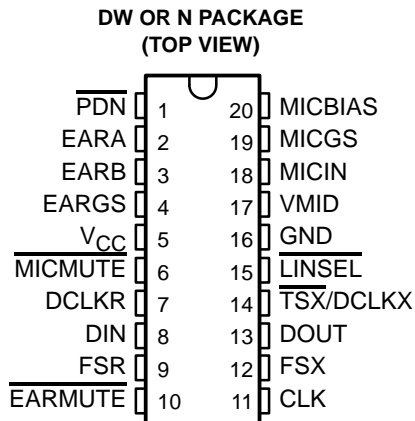 DW OR N PACKAGE
(TOP VIEW)
PDN 1 20 MICBIAS
EARA 2 19 MICGS
EARB 3 18 MICIN
EARGS 4 17 VMID
VCC 5 16 GND
MICMUTE 6 15 LINSEL
DCLKR 7 14 TSX/DCLKX
DIN 8 13 DOUT
FSR 9 12 FSX
EARMUTE 10 11 CLK